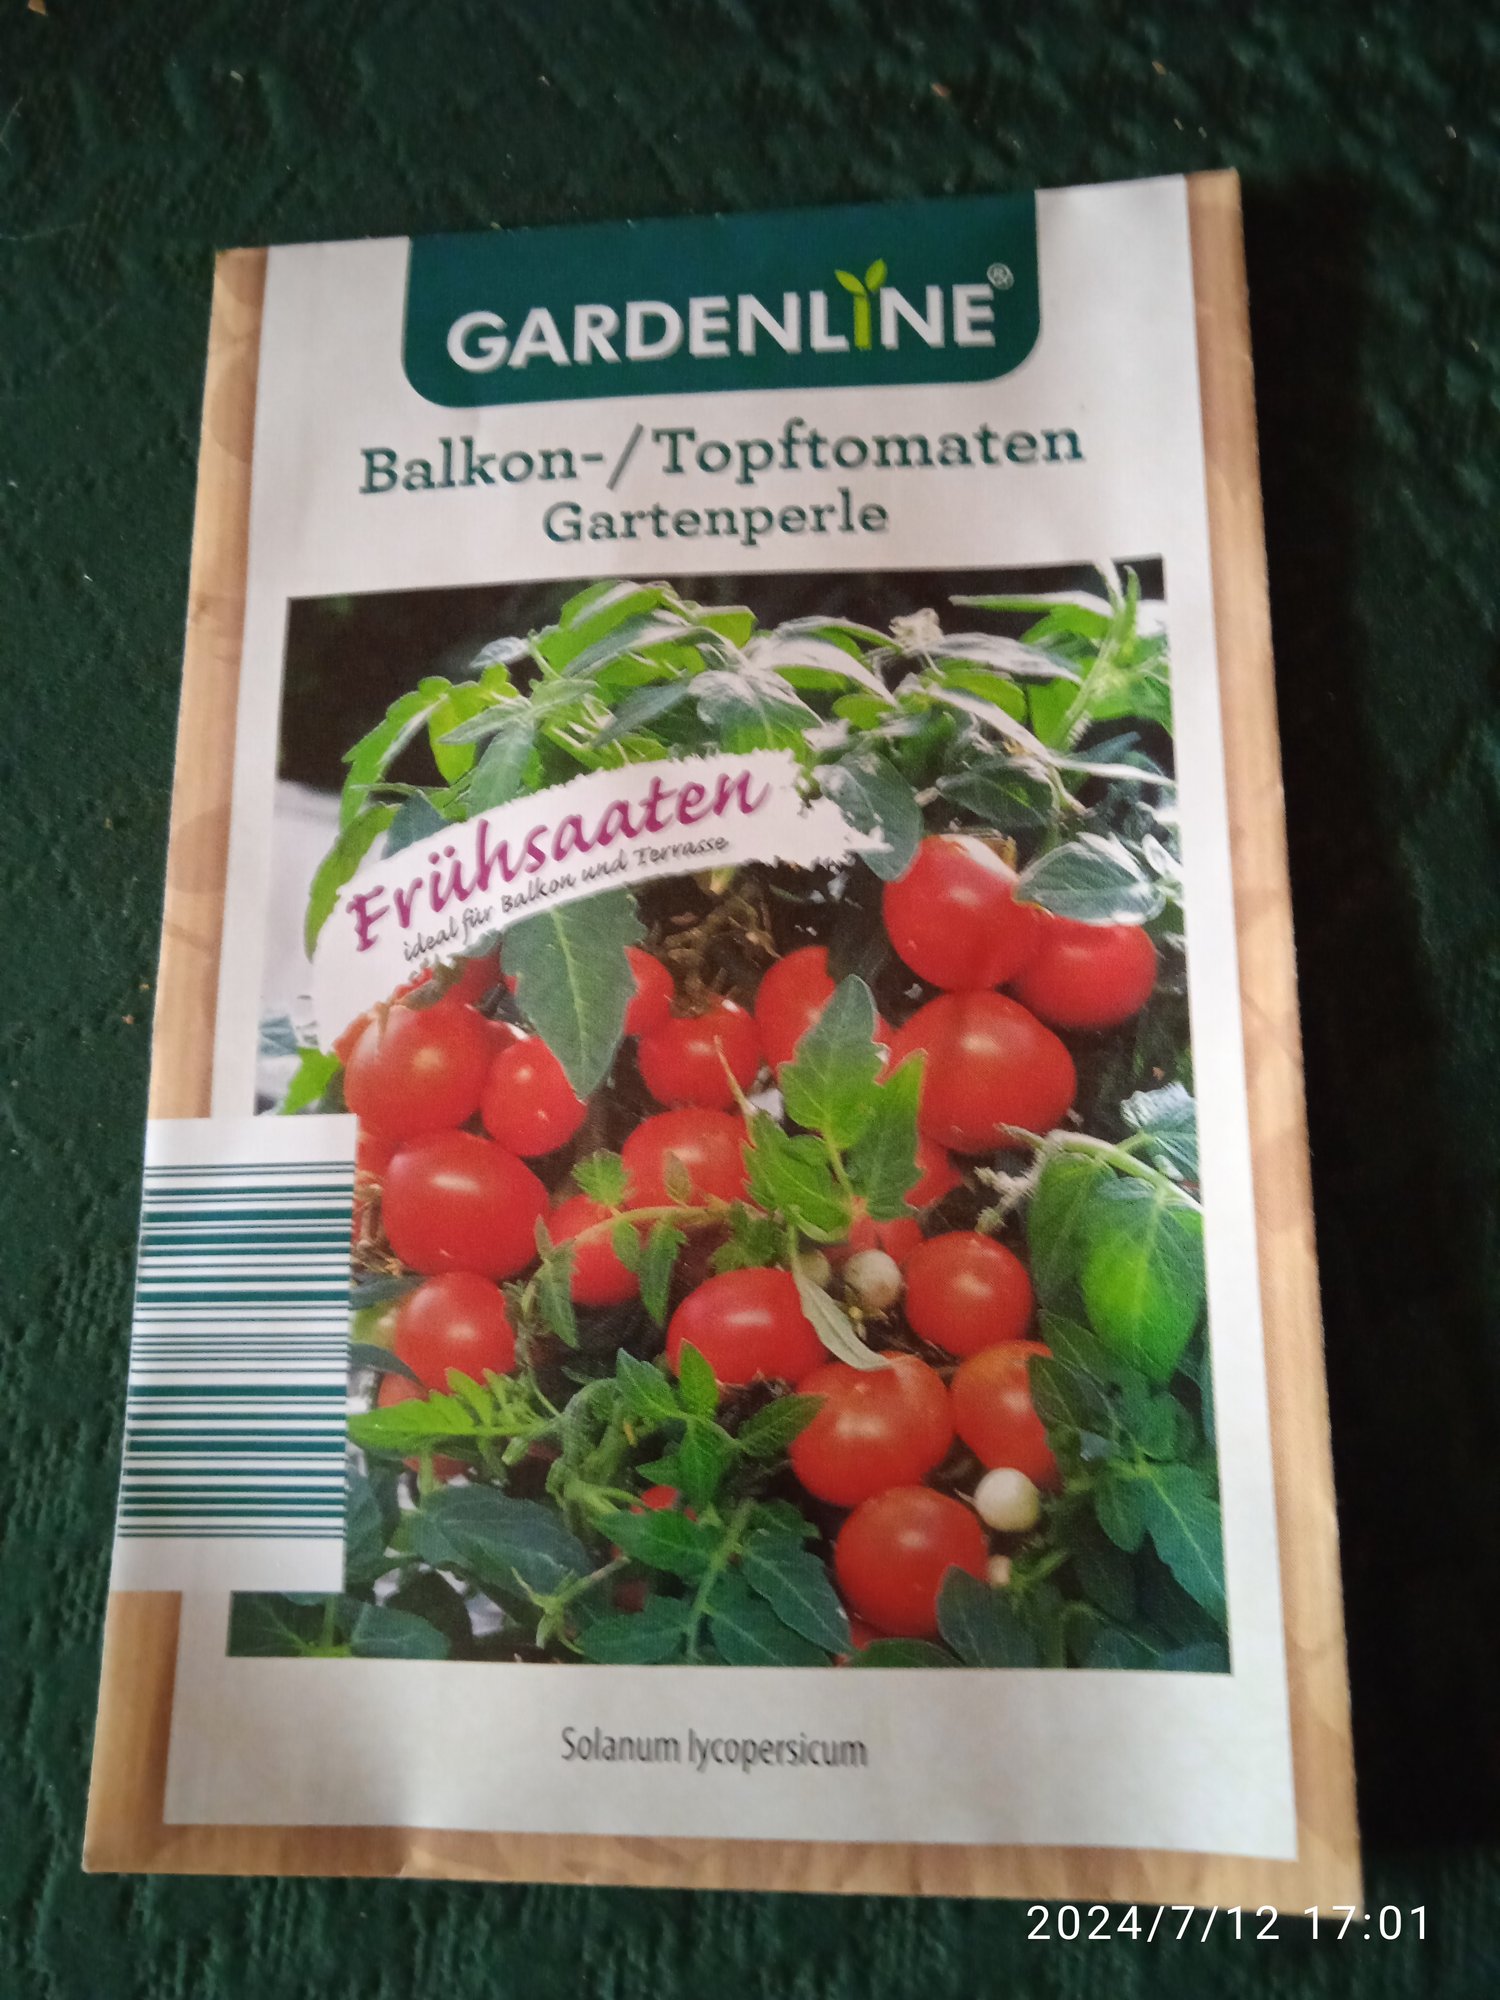 GARDENLINE®
Balkon-/Topftomaten
Gartenperle
Frühsaaten
ideal für Balkon und Terrasse
Solanum lycopersicum
2024/7/12 17:01